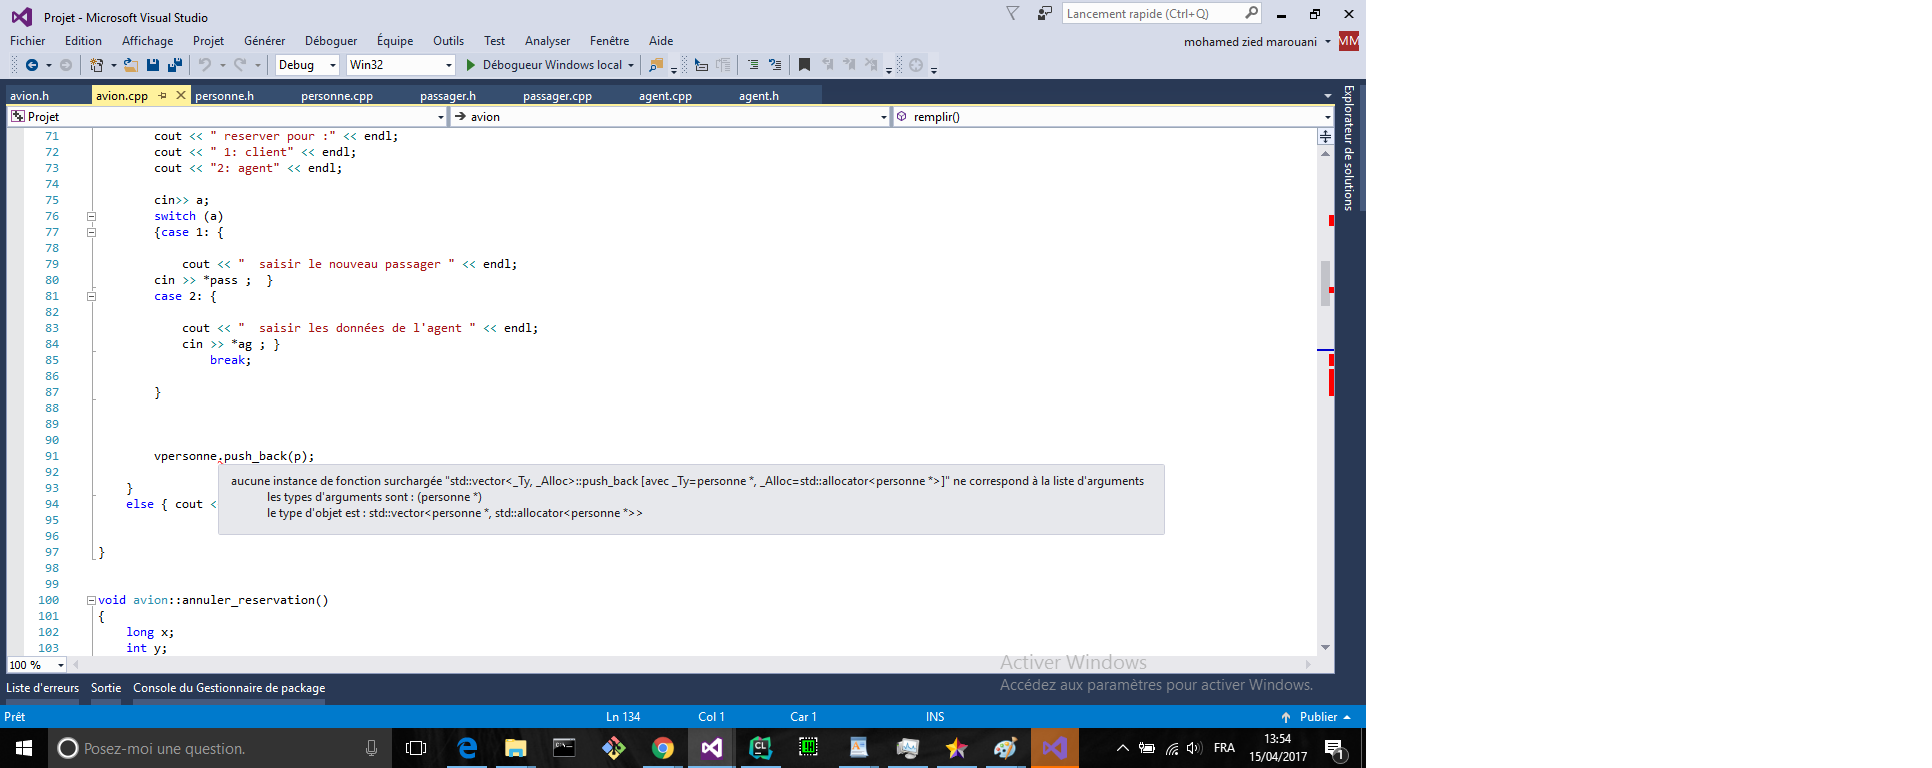 Projet - Microsoft Visual Studio
Lancement rapide (Ctrl+Q)
Fichier Edition Affichage Projet Générer Déboguer Équipe Outils Test Analyser Fenêtre Aide
mohamed zied marouani MM
Debug Win32 Débogueur Windows local
avion.h avion.cpp personne.h personne.cpp passager.h passager.cpp agent.cpp agent.h
Explorateur de solutions
Projet avion remplir()
71 cout << " reserver pour :" << endl;
72 cout << " 1: client" << endl;
73 cout << "2: agent" << endl;
74
75 cin>> a;
76 switch (a)
77 {case 1: {
78
79 cout << "  saisir le nouveau passager " << endl;
80 cin >> *pass ;  }
81 case 2: {
82
83 cout << "  saisir les données de l'agent " << endl;
84 cin >> *ag ; }
85 break;
86
87 }
88
89
90
91 vpersonne.push_back(p);
92
93 }
94 else { cout <
95
96
97 }
98
99
100 void avion::annuler_reservation()
101 {
102 long x;
103 int y;
aucune instance de fonction surchargée "std::vector<_Ty, _Alloc>::push_back [avec _Ty=personne *, _Alloc=std::allocator<personne *>]" ne correspond à la liste d'arguments
les types d'arguments sont : (personne *)
le type d'objet est : std::vector<personne *, std::allocator<personne *>>
100 %
Activer Windows
Accédez aux paramètres pour activer Windows.
Liste d'erreurs Sortie Console du Gestionnaire de package
Prêt Ln 134 Col 1 Car 1 INS Publier
Posez-moi une question.
CL
FRA
13:54
15/04/2017
1